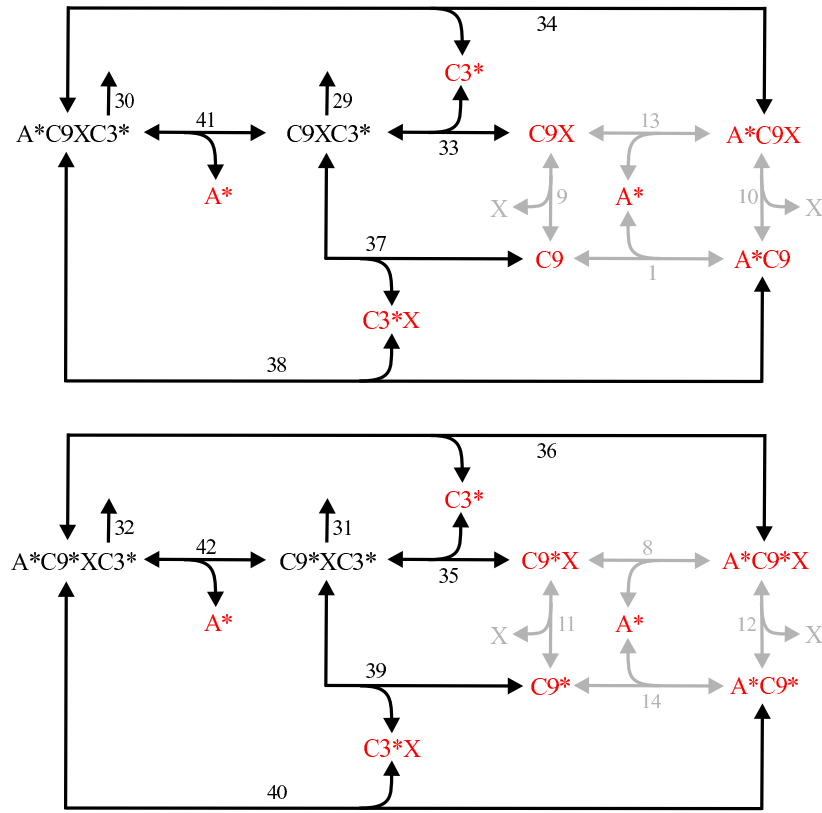 34
C3*
30
41
29
13
A*C9XC3*
C9XC3*
33
C9X
A*C9X
A*
X
9
A*
10
X
37
C9
1
A*C9
C3*X
38
36
C3*
32
42
31
8
A*C9*XC3*
C9*XC3*
35
C9*X
A*C9*X
A*
X
11
A*
12
X
39
C9*
14
A*C9*
C3*X
40